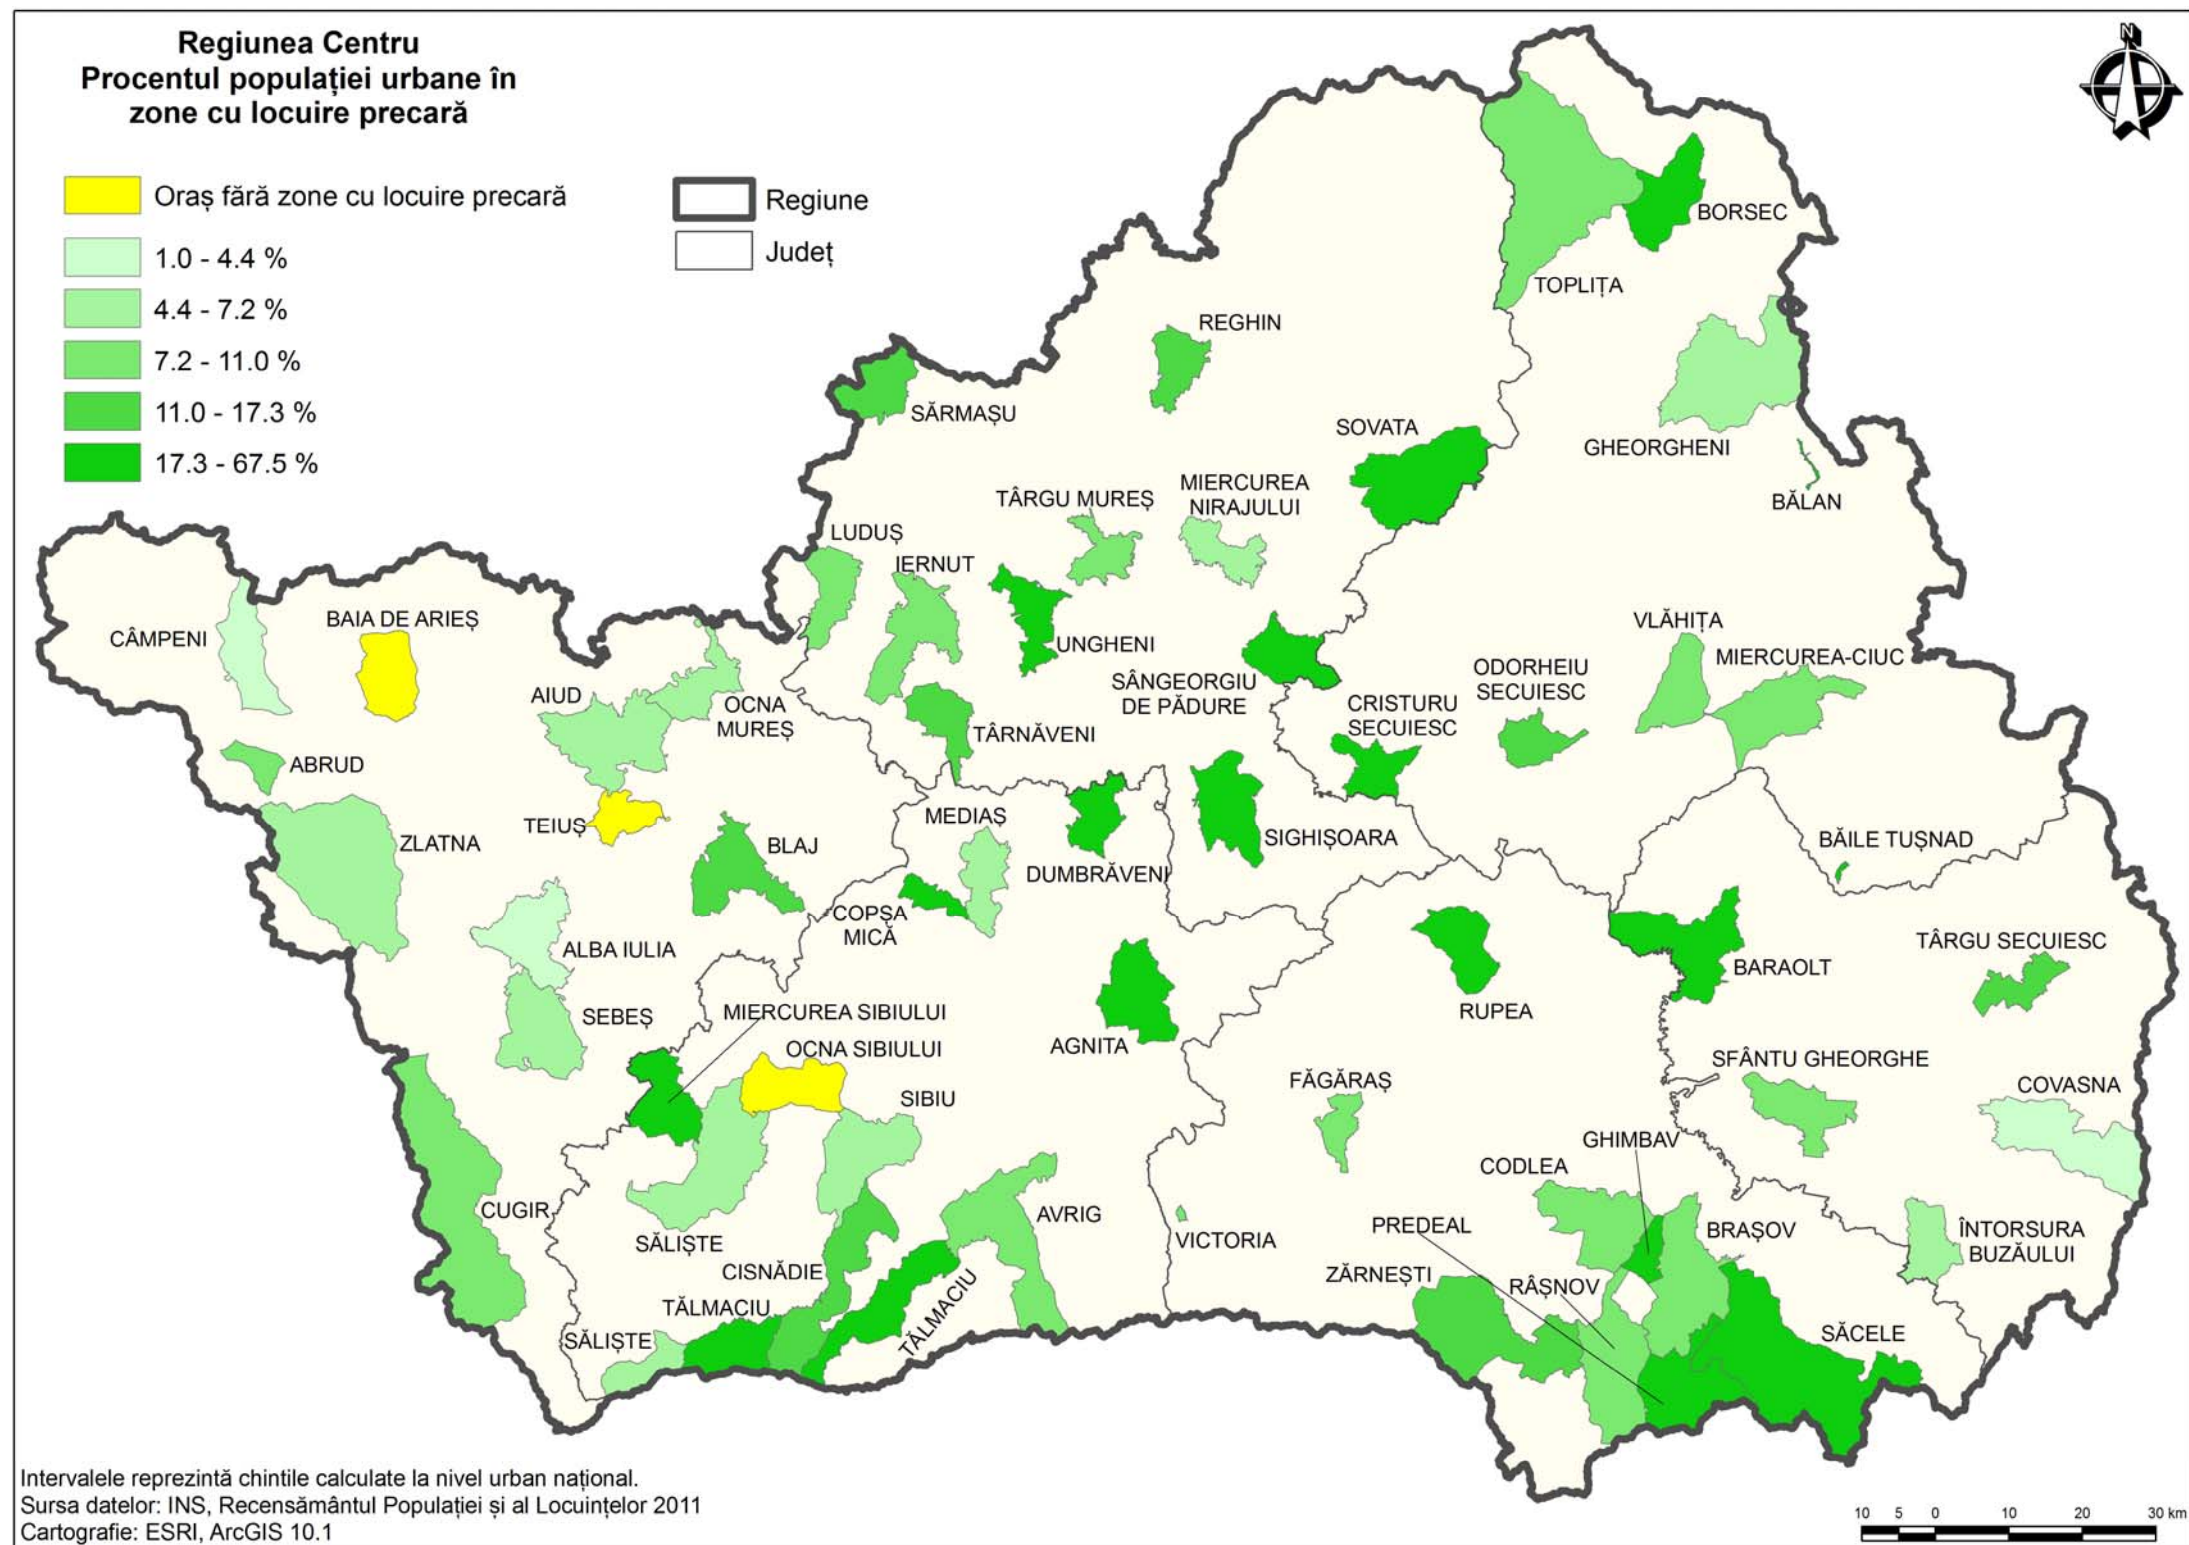 Regiunea Centru
Procentul populației urbane în
zone cu locuire precară
Oraș fără zone cu locuire precară
1.0 - 4.4 %
4.4 - 7.2 %
7.2 - 11.0 %
11.0 - 17.3 %
17.3 - 67.5 %
Regiune
Județ
N
BORSEC
TOPLIȚA
REGHIN
SĂRMAȘU
SOVATA
GHEORGHENI
MIERCUREA
NIRAJULUI
TÂRGU MUREȘ
BĂLAN
LUDUȘ
IERNUT
BAIA DE ARIEȘ
CÂMPENI
UNGHENI
VLĂHIȚA
MIERCUREA-CIUC
ODORHEIU
SECUIESC
SÂNGEORGIU
DE PĂDURE
CRISTURU
SECUIESC
AIUD
OCNA
MUREȘ
TÂRNĂVENI
ABRUD
TEIUȘ
MEDIAȘ
ZLATNA
BLAJ
SIGHIȘOARA
BĂILE TUȘNAD
DUMBRĂVENI
COPȘA
MICĂ
ALBA IULIA
TÂRGU SECUIESC
BARAOLT
SEBEȘ
MIERCUREA SIBIULUI
RUPEA
OCNA SIBIULUI
AGNITA
SFÂNTU GHEORGHE
FĂGĂRAȘ
COVASNA
SIBIU
GHIMBAV
CODLEA
CUGIR
AVRIG
PREDEAL
BRAȘOV
ÎNTORSURA
BUZĂULUI
SĂLIȘTE
VICTORIA
CISNĂDIE
ZĂRNEȘTI
RÂȘNOV
TĂLMACIU
TĂLMACIU
SĂLIȘTE
SĂCELE
Intervalele reprezintă chintile calculate la nivel urban național.
Sursa datelor: INS, Recensământul Populației și al Locuințelor 2011
Cartografie: ESRI, ArcGIS 10.1
10 5 0 10 20 30 km